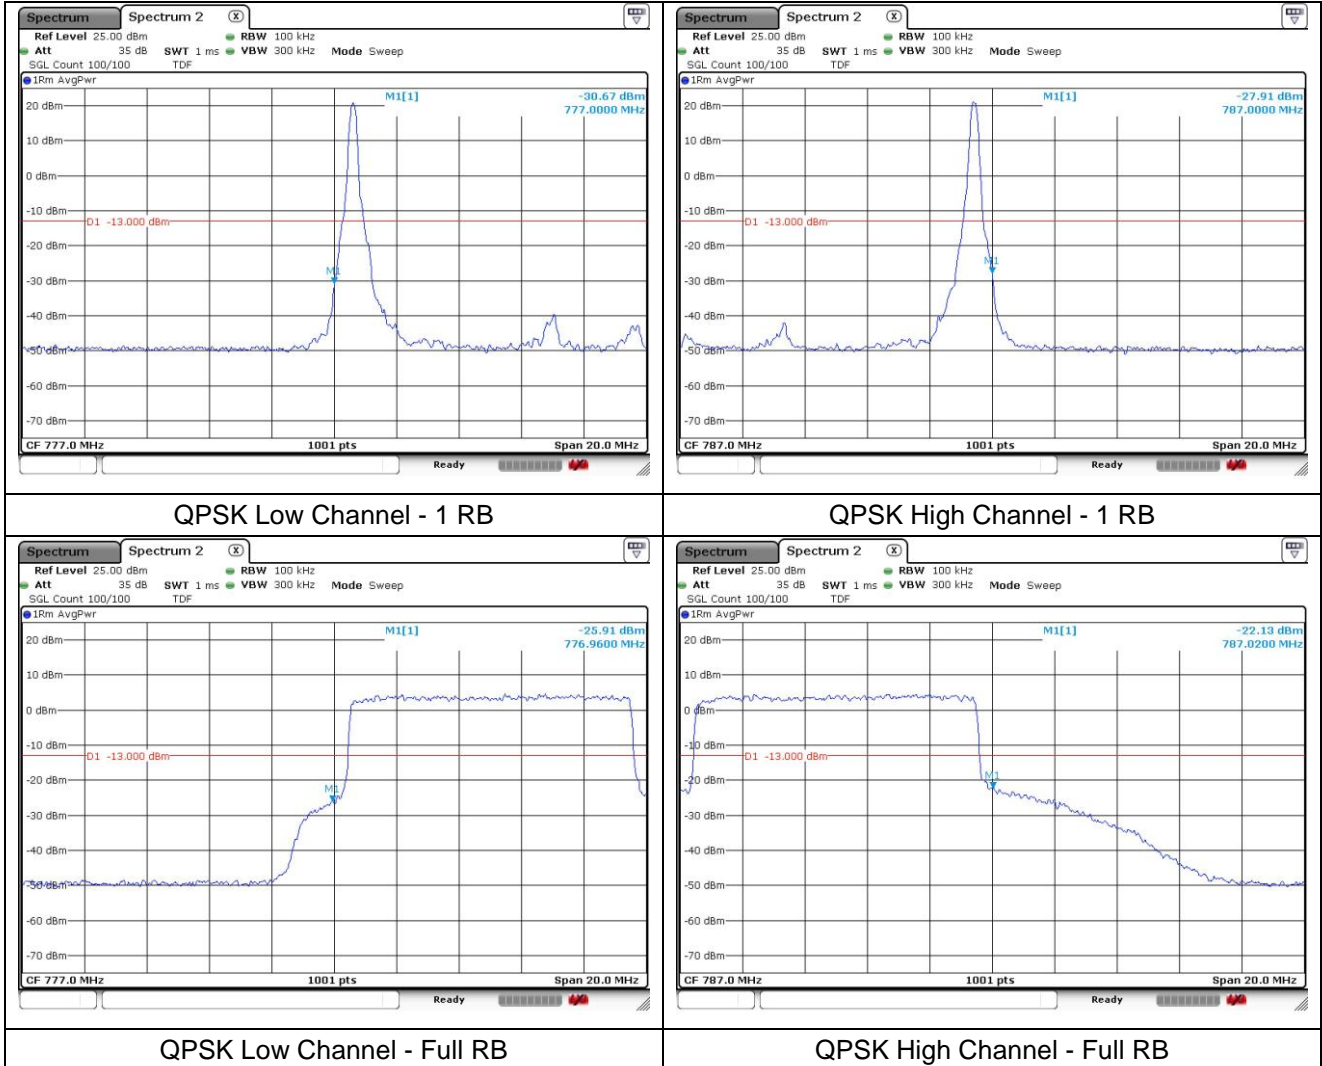 Spectrum Spectrum 2 X
Ref Level 25.00 dBm RBW 100 kHz
Att 35 dB SWT 1 ms VBW 300 kHz Mode Sweep
SGL Count 100/100 TDF
1Rm AvgPwr
M1[1] -30.67 dBm
777.0000 MHz
20 dBm
10 dBm
0 dBm
-10 dBm
D1 -13.000 dBm
-20 dBm
M1
-30 dBm
-40 dBm
-50 dBm
-60 dBm
-70 dBm
CF 777.0 MHz 1001 pts Span 20.0 MHz
Ready
QPSK Low Channel - 1 RB
Spectrum Spectrum 2 X
Ref Level 25.00 dBm RBW 100 kHz
Att 35 dB SWT 1 ms VBW 300 kHz Mode Sweep
SGL Count 100/100 TDF
1Rm AvgPwr
M1[1] -27.91 dBm
787.0000 MHz
20 dBm
10 dBm
0 dBm
-10 dBm
D1 -13.000 dBm
-20 dBm
M1
-30 dBm
-40 dBm
-50 dBm
-60 dBm
-70 dBm
CF 787.0 MHz 1001 pts Span 20.0 MHz
Ready
QPSK High Channel - 1 RB
Spectrum Spectrum 2 X
Ref Level 25.00 dBm RBW 100 kHz
Att 35 dB SWT 1 ms VBW 300 kHz Mode Sweep
SGL Count 100/100 TDF
1Rm AvgPwr
M1[1] -25.91 dBm
776.9600 MHz
20 dBm
10 dBm
0 dBm
-10 dBm
D1 -13.000 dBm
-20 dBm
M1
-30 dBm
-40 dBm
-50 dBm
-60 dBm
-70 dBm
CF 777.0 MHz 1001 pts Span 20.0 MHz
Ready
QPSK Low Channel - Full RB
Spectrum Spectrum 2 X
Ref Level 25.00 dBm RBW 100 kHz
Att 35 dB SWT 1 ms VBW 300 kHz Mode Sweep
SGL Count 100/100 TDF
1Rm AvgPwr
M1[1] -22.13 dBm
787.0200 MHz
20 dBm
10 dBm
0 dBm
-10 dBm
D1 -13.000 dBm
-20 dBm
M1
-30 dBm
-40 dBm
-50 dBm
-60 dBm
-70 dBm
CF 787.0 MHz 1001 pts Span 20.0 MHz
Ready
QPSK High Channel - Full RB